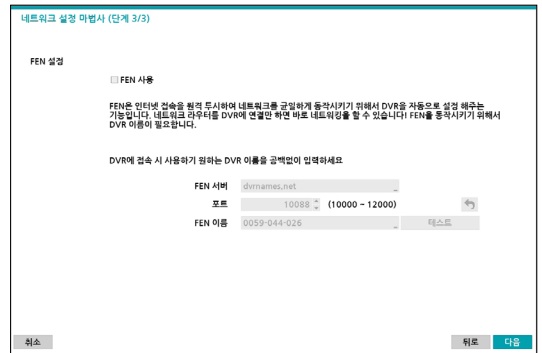 네트워크 설정 마법사 (단계 3/3)
FEN 설정
FEN 사용
FEN은 인터넷 접속을 원격 투시하여 네트워크를 균일하게 동작시키기 위해서 DVR을 자동으로 설정 해주는
기능입니다. 네트워크 라우터를 DVR에 연결만 하면 바로 네트워킹을 할 수 있습니다! FEN을 동작시키기 위해서
DVR 이름이 필요합니다.
DVR에 접속 시 사용하기 원하는 DVR 이름을 공백없이 입력하세요
FEN 서버 dvrnames.net
포트 10088 (10000 ~ 12000)
FEN 이름 0059-044-026 테스트
취소 뒤로 다음